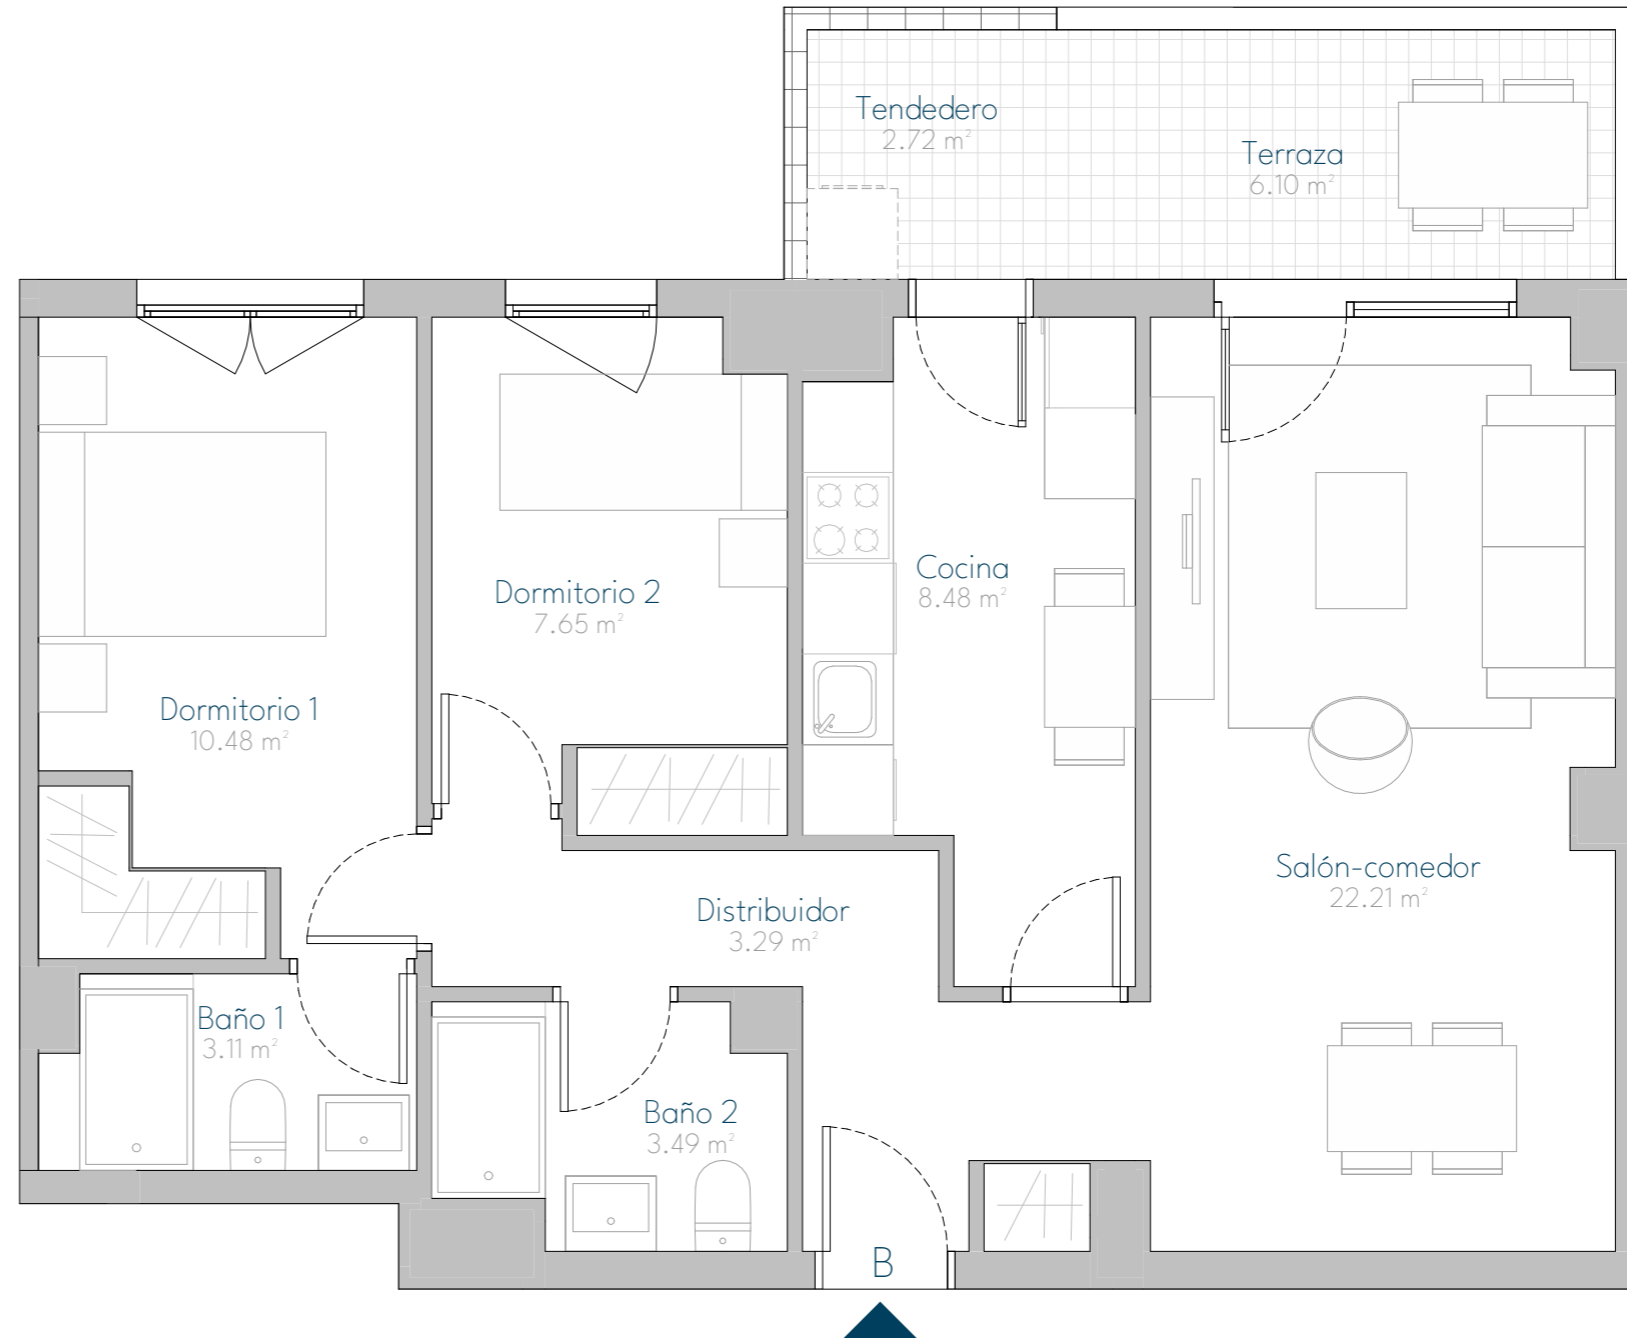 Tendedero
2.72 m²
Terraza
6.10 m²
Cocina
8.48 m²
Dormitorio 2
7.65 m²
Dormitorio 1
10.48 m²
Salón-comedor
22.21 m²
Distribuidor
3.29 m²
Baño 1
3.11 m²
Baño 2
3.49 m²
B